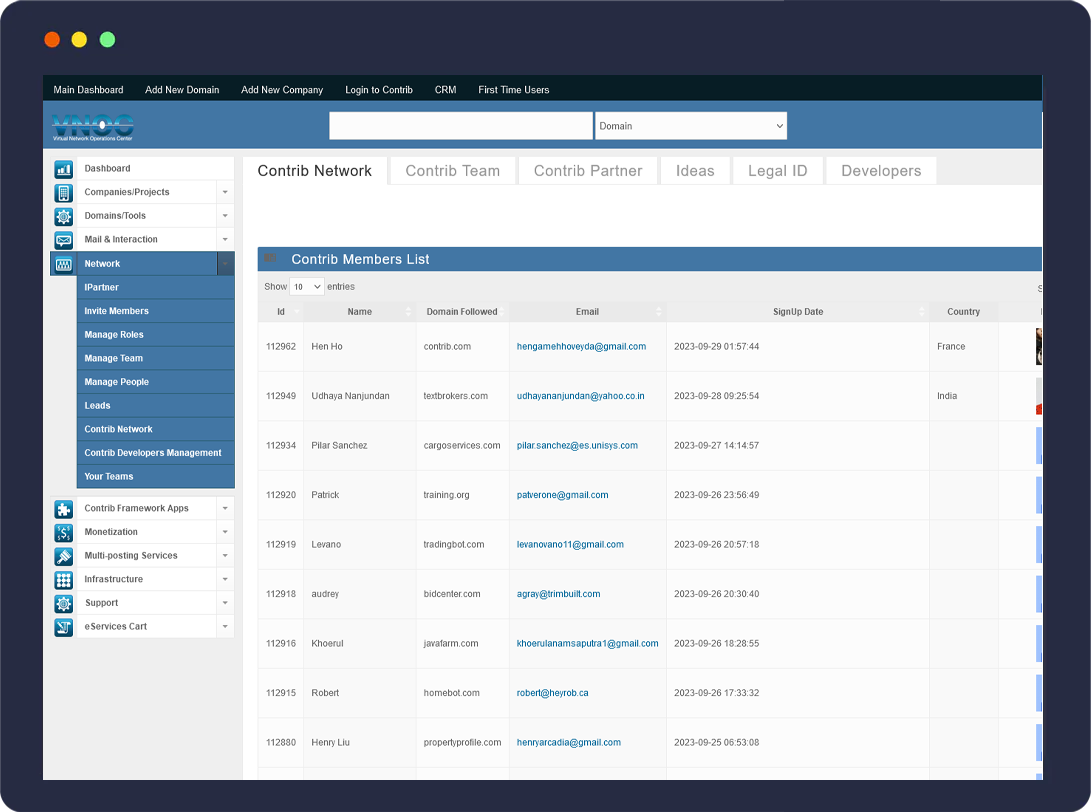 Main Dashboard Add New Domain Add New Company Login to Contrib CRM First Time Users
VNOC
Virtual Network Operations Center
Domain
Dashboard
Companies/Projects
Domains/Tools
Mail & Interaction
Network
IPartner
Invite Members
Manage Roles
Manage Team
Manage People
Leads
Contrib Network
Contrib Developers Management
Your Teams
Contrib Framework Apps
Monetization
Multi-posting Services
Infrastructure
Support
eServices Cart
Contrib Network Contrib Team Contrib Partner Ideas Legal ID Developers
Contrib Members List
Show 10 entries
Id Name Domain Followed Email SignUp Date Country
112962 Hen Ho contrib.com hengamehhoveyda@gmail.com 2023-09-29 01:57:44 France
112949 Udhaya Nanjundan textbrokers.com udhayananjundan@yahoo.co.in 2023-09-28 09:25:54 India
112934 Pilar Sanchez cargoservices.com pilar.sanchez@es.unisys.com 2023-09-27 14:14:57
112920 Patrick training.org patverone@gmail.com 2023-09-26 23:56:49
112919 Levano tradingbot.com levanovano11@gmail.com 2023-09-26 20:57:18
112918 audrey bidcenter.com agray@trimbuilt.com 2023-09-26 20:30:40
112916 Khoerul javafarm.com khoerulanamsaputra1@gmail.com 2023-09-26 18:28:55
112915 Robert homebot.com robert@heyrob.ca 2023-09-26 17:33:32
112880 Henry Liu propertyprofile.com henryarcadia@gmail.com 2023-09-25 06:53:08